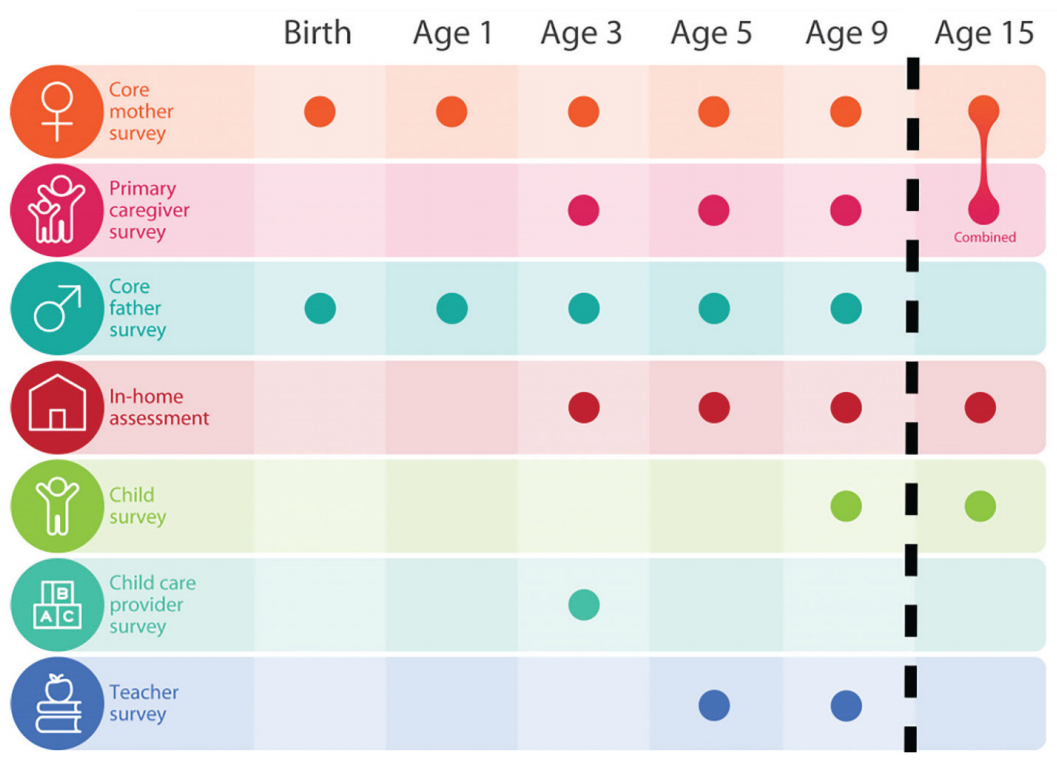 Birth Age 1 Age 3 Age 5 Age 9 Age 15
Core
mother
survey
Primary
caregiver
survey
Combined
Core
father
survey
In-home
assessment
Child
survey
B
A C
Child care
provider
survey
Teacher
survey